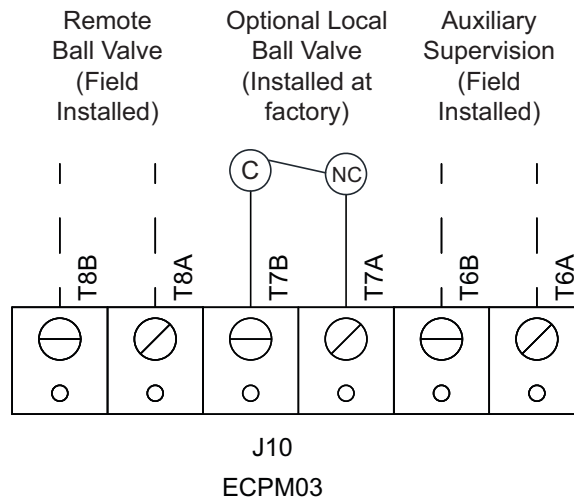 Remote
Ball Valve
(Field
Installed)
Optional Local
Ball Valve
(Installed at
factory)
Auxiliary
Supervision
(Field
Installed)
C
NC
T8B
T8A
T7B
T7A
T6B
T6A
J10
ECPM03